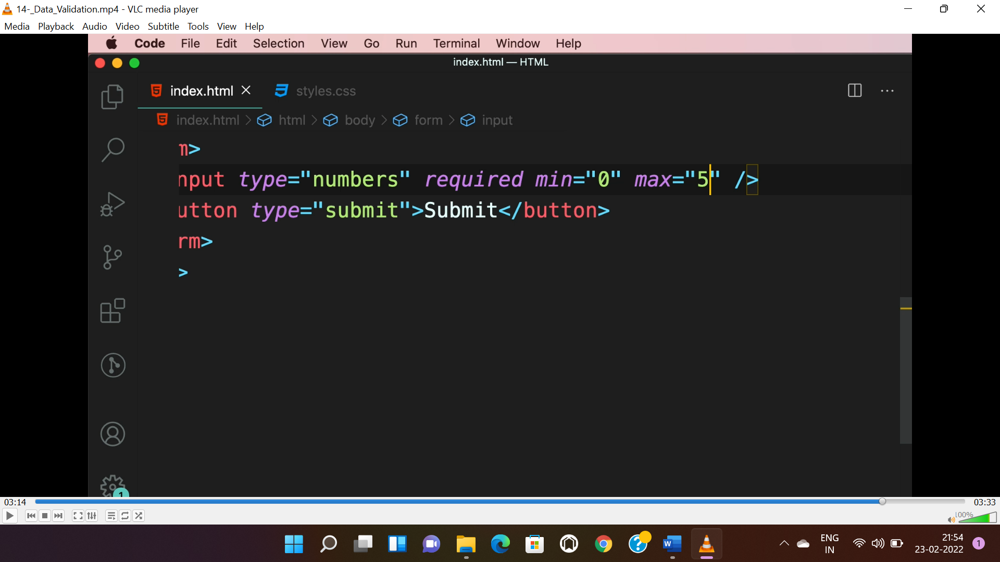 14-_Data_Validation.mp4 - VLC media player
Media Playback Audio Video Subtitle Tools View Help
Code File Edit Selection View Go Run Terminal Window Help
index.html — HTML
index.html styles.css
index.html > html > body > form > input
m>
nput type="numbers" required min="0" max="5" />
utton type="submit">Submit</button>
rm>
>
1
03:14 03:33
100%
ENG
IN
21:54
23-02-2022
1